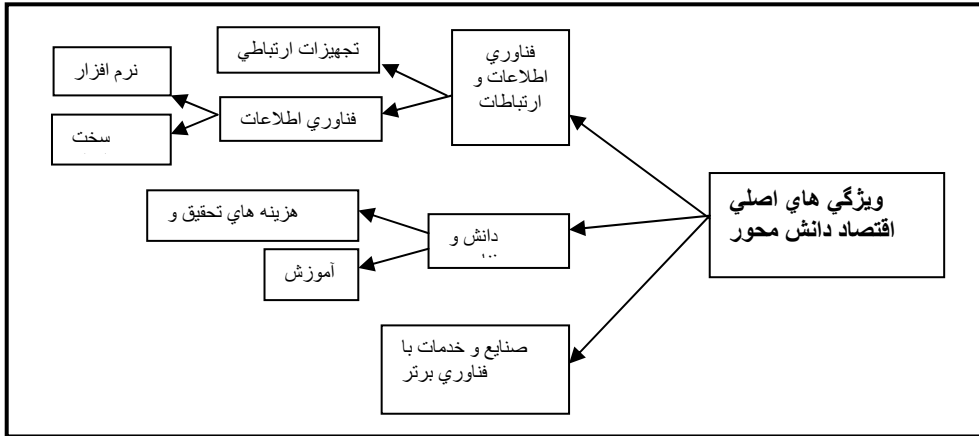 ويژگي هاي اصلي
اقتصاد دانش محور
فناوري
اطلاعات و
ارتباطات
تجهيزات ارتباطي
فناوري اطلاعات
نرم افزار
سخت
دانش و
هزينه هاي تحقيق و
آموزش
صنايع و خدمات با
فناوري برتر